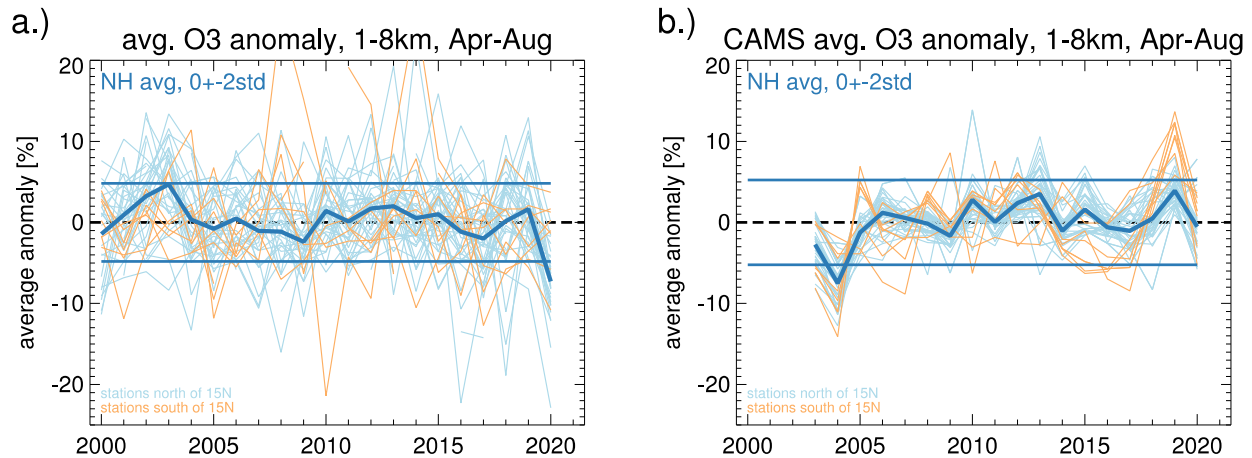 a.)
avg. O3 anomaly, 1-8km, Apr-Aug
NH avg, 0+-2std
average anomaly [%]
20
10
0
-10
-20
stations north of 15N
stations south of 15N
2000 2005 2010 2015 2020
b.)
CAMS avg. O3 anomaly, 1-8km, Apr-Aug
NH avg, 0+-2std
average anomaly [%]
20
10
0
-10
-20
stations north of 15N
stations south of 15N
2000 2005 2010 2015 2020